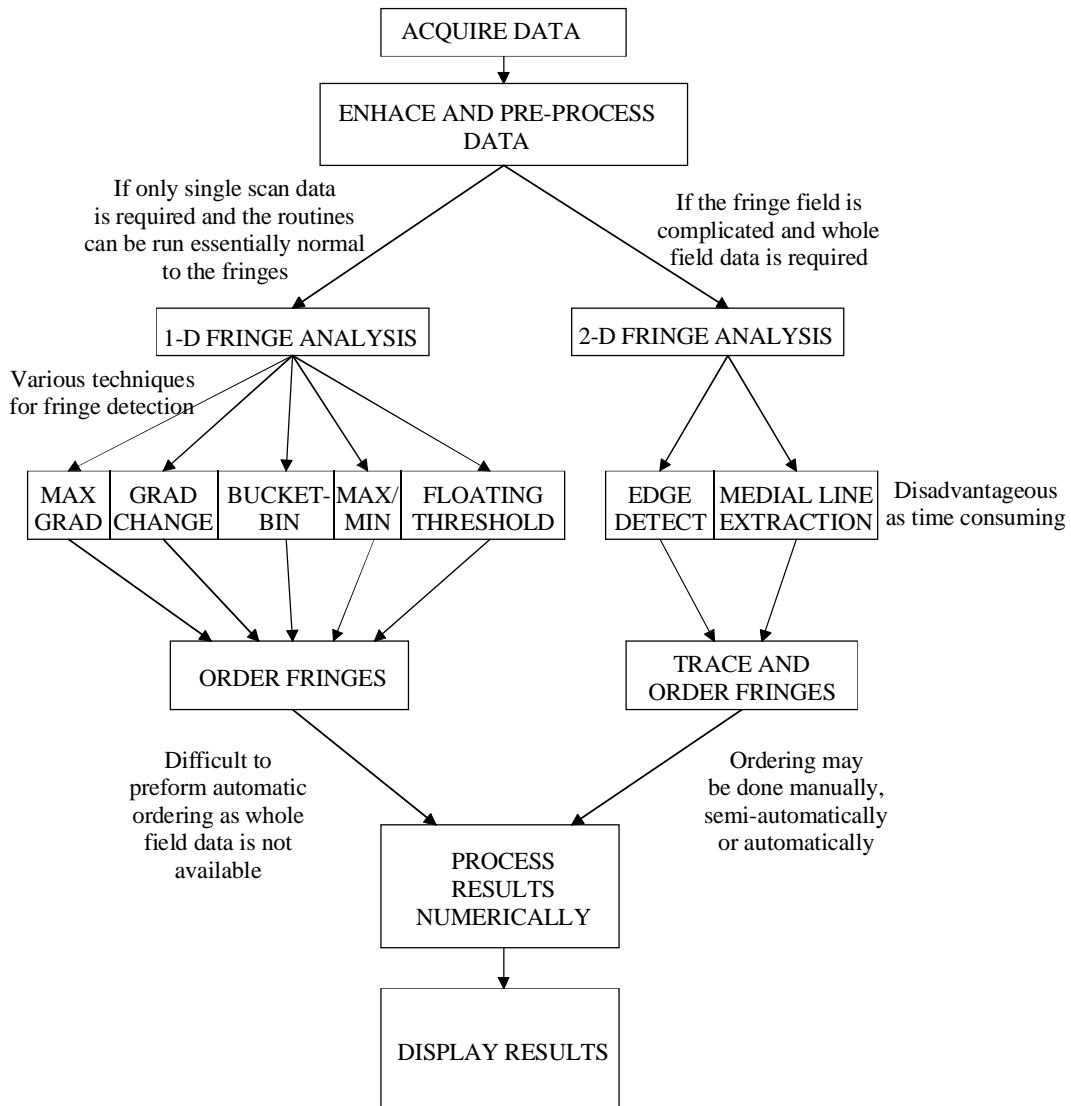 ACQUIRE DATA
ENHACE AND PRE-PROCESS
DATA
If only single scan data
is required and the routines
can be run essentially normal
to the fringes
If the fringe field is
complicated and whole
field data is required
1-D FRINGE ANALYSIS
2-D FRINGE ANALYSIS
Various techniques
for fringe detection
MAX
GRAD
GRAD
CHANGE
BUCKET-
BIN
MAX/
MIN
FLOATING
THRESHOLD
EDGE
DETECT
MEDIAL LINE
EXTRACTION
Disadvantageous
as time consuming
ORDER FRINGES
TRACE AND
ORDER FRINGES
Difficult to
preform automatic
ordering as whole
field data is not
available
Ordering may
be done manually,
semi-automatically
or automatically
PROCESS
RESULTS
NUMERICALLY
DISPLAY RESULTS